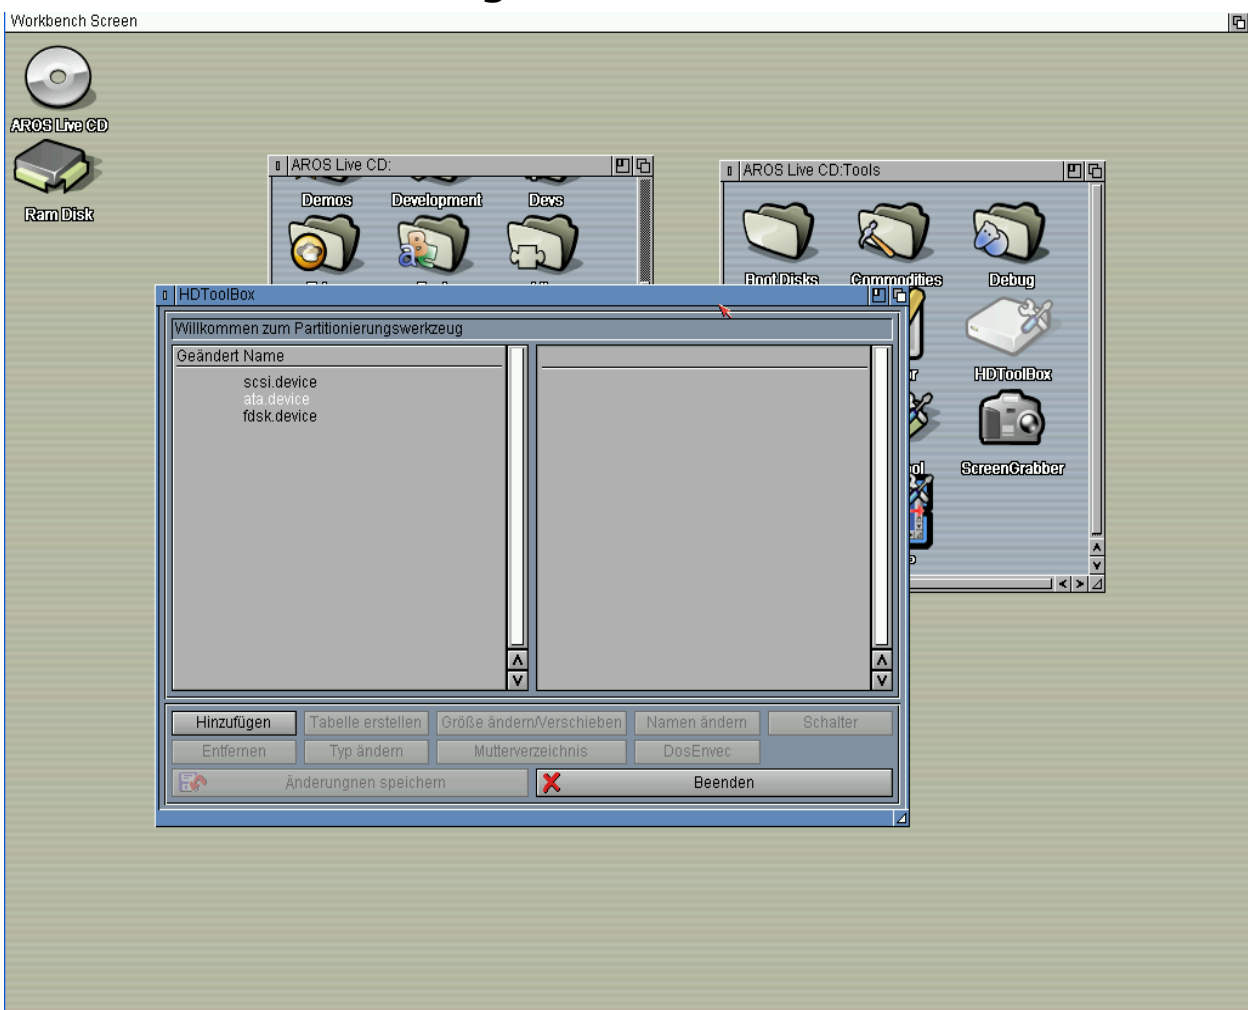 Workbench Screen
AROS Live CD
Ram Disk
AROS Live CD:
Demos Development Devs
AROS Live CD:Tools
Boot Disks Commodities Debug
HDToolBox
ScreenGrabber
HDToolBox
Willkommen zum Partitionierungswerkzeug
Geändert Name
scsi.device
ata.device
fdsk.device
Hinzufügen Tabelle erstellen Größe ändern/Verschieben Namen ändern Schalter
Entfernen Typ ändern Mutterverzeichnis DosEnvec
Änderungnen speichern Beenden